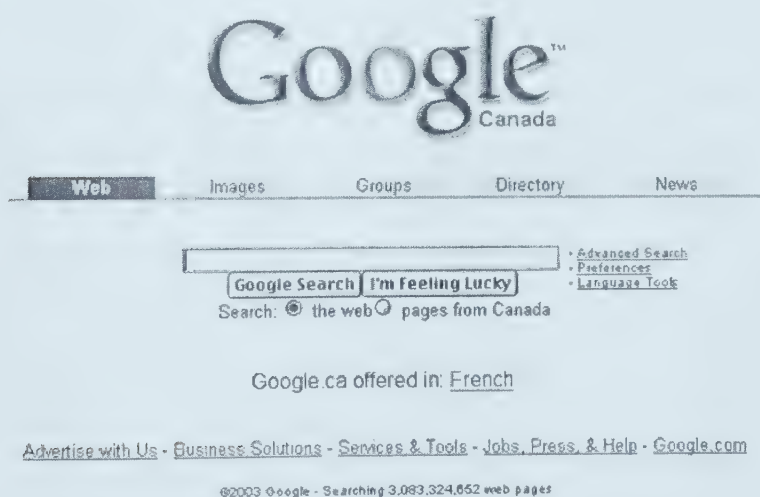 Google™
Canada
Web Images Groups Directory News
• Advanced Search
• Preferences
• Language Tools
Google Search I'm Feeling Lucky
Search: the web pages from Canada
Google.ca offered in: French
Advertise with Us - Business Solutions - Services & Tools - Jobs, Press, & Help - Google.com
©2003 Google - Searching 3,083,324,652 web pages